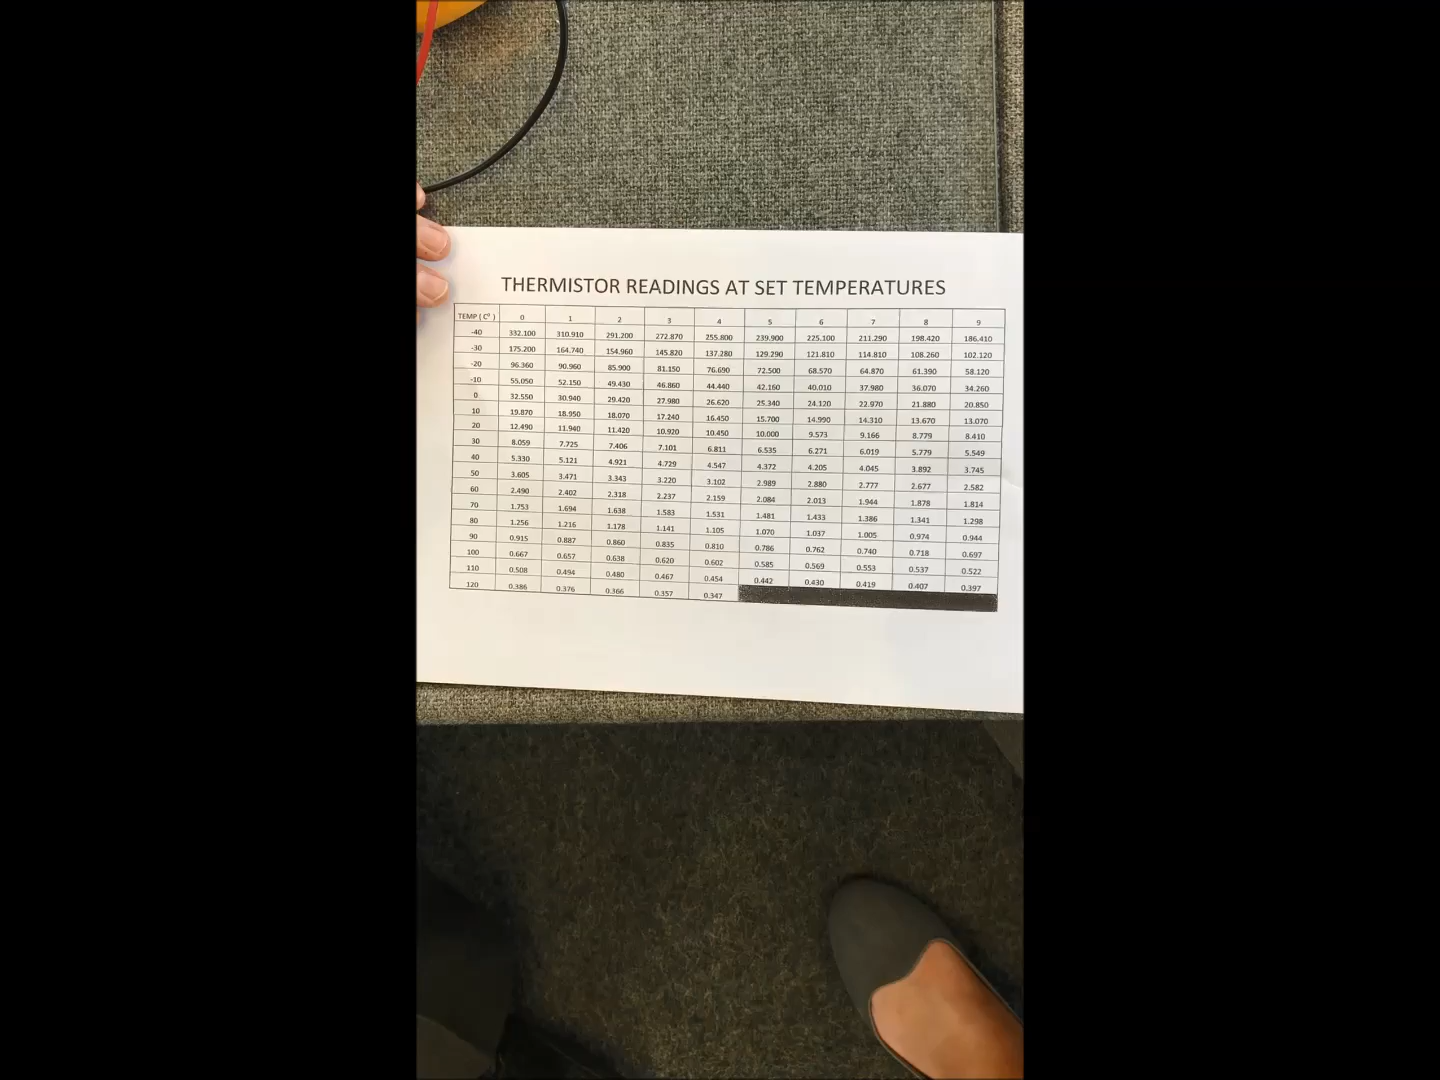 THERMISTOR READINGS AT SET TEMPERATURES
TEMP ( C⁰ ) 0 1 2 3 4 5 6 7 8 9
-40 332.100 310.910 291.200 272.870 255.800 239.900 225.100 211.290 198.420 186.410
-30 175.200 164.740 154.960 145.820 137.280 129.290 121.810 114.810 108.260 102.120
-20 96.360 90.960 85.900 81.150 76.690 72.500 68.570 64.870 61.390 58.120
-10 55.050 52.150 49.430 46.860 44.440 42.160 40.010 37.980 36.070 34.260
0 32.550 30.940 29.420 27.980 26.620 25.340 24.120 22.970 21.880 20.850
10 19.870 18.950 18.070 17.240 16.450 15.700 14.990 14.310 13.670 13.070
20 12.490 11.940 11.420 10.920 10.450 10.000 9.573 9.166 8.779 8.410
30 8.059 7.725 7.406 7.101 6.811 6.535 6.271 6.019 5.779 5.549
40 5.330 5.121 4.921 4.729 4.547 4.372 4.205 4.045 3.892 3.745
50 3.605 3.471 3.343 3.220 3.102 2.989 2.880 2.777 2.677 2.582
60 2.490 2.402 2.318 2.237 2.159 2.084 2.013 1.944 1.878 1.814
70 1.753 1.694 1.638 1.583 1.531 1.481 1.433 1.386 1.341 1.298
80 1.256 1.216 1.178 1.141 1.105 1.070 1.037 1.005 0.974 0.944
90 0.915 0.887 0.860 0.835 0.810 0.786 0.762 0.740 0.718 0.697
100 0.667 0.657 0.638 0.620 0.602 0.585 0.569 0.553 0.537 0.522
110 0.508 0.494 0.480 0.467 0.454 0.442 0.430 0.419 0.407 0.397
120 0.386 0.376 0.366 0.357 0.347